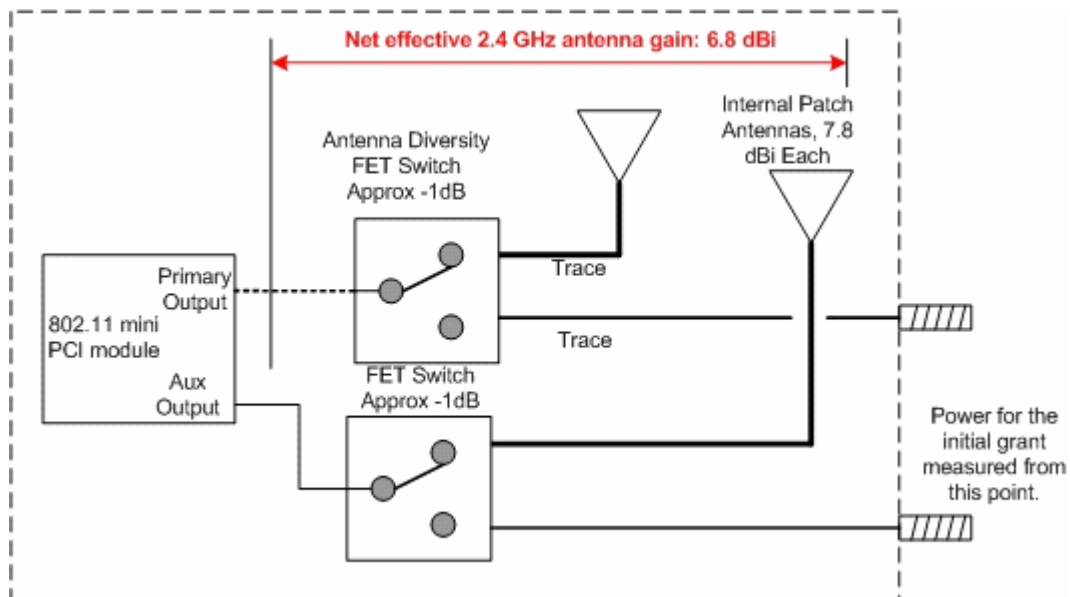 Net effective 2.4 GHz antenna gain: 6.8 dBi
Internal Patch
Antennas, 7.8
dBi Each
Antenna Diversity
FET Switch
Approx -1dB
Trace
Primary
Output
802.11 mini
PCI module
Aux
Output
Trace
FET Switch
Approx -1dB
Power for the
initial grant
measured from
this point.